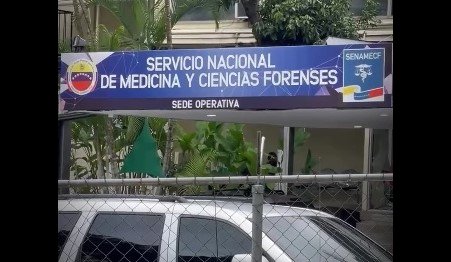 SERVICIO NACIONAL
DE MEDICINA Y CIENCIAS FORENSES
SEDE OPERATIVA
SENAMECF